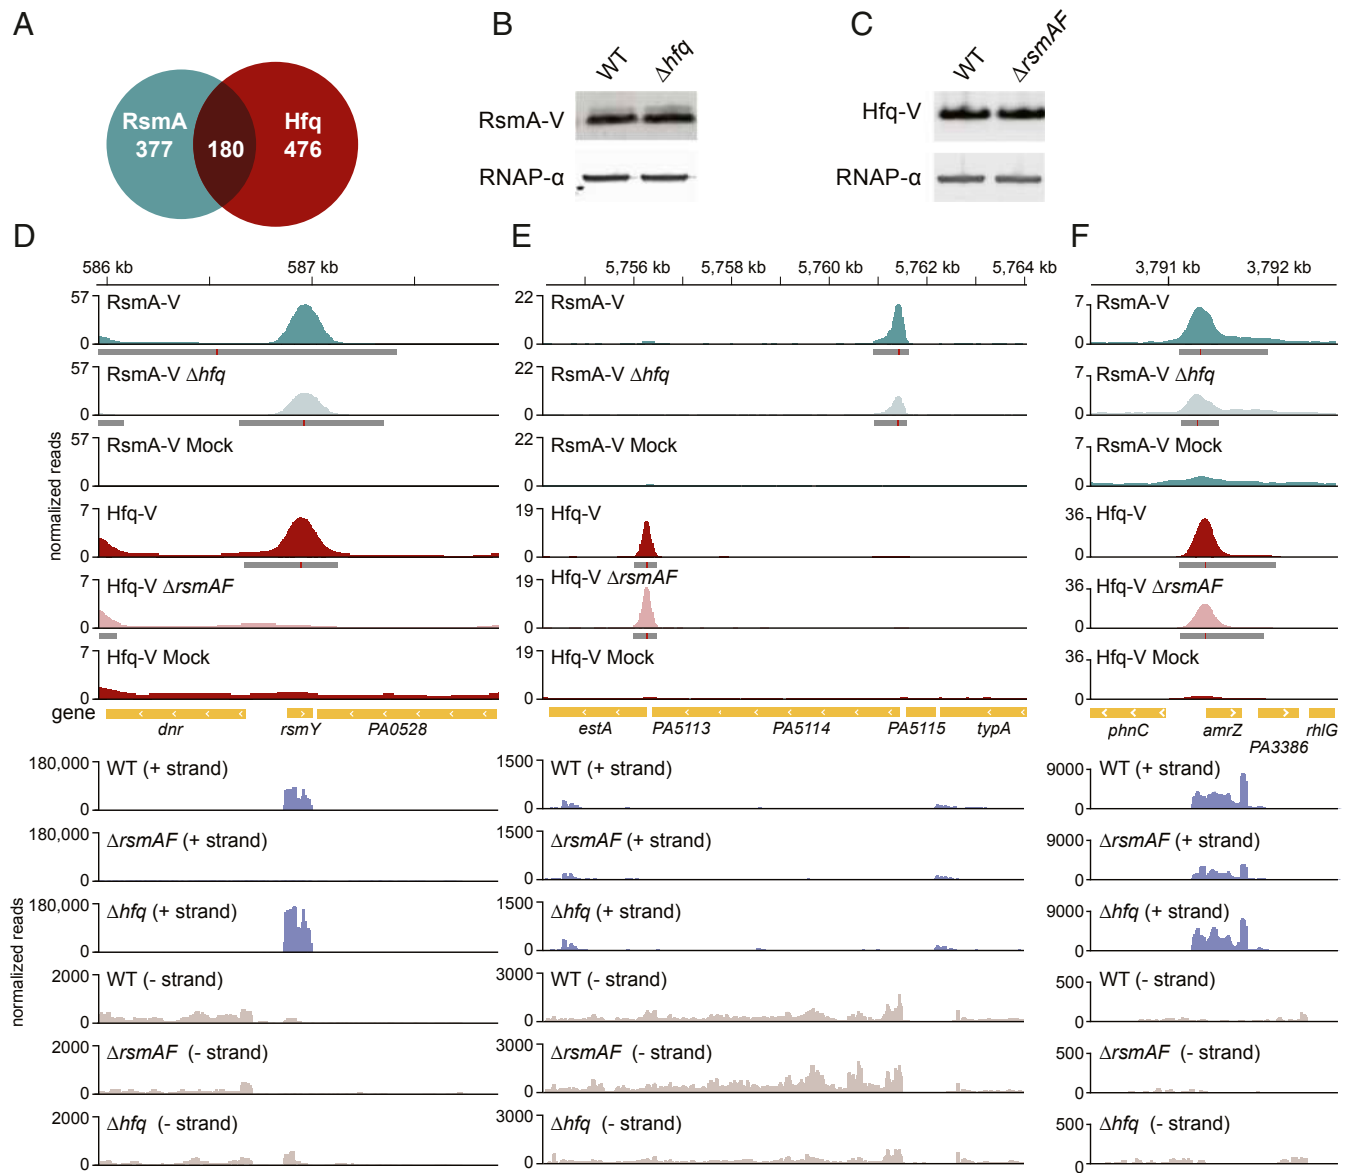 A
B
C
RsmA
377
180
Hfq
476
WT
Δhfq
RsmA-V
RNAP-α
WT
ΔrsmAF
Hfq-V
RNAP-α
D
586 kb
587 kb
normalized reads
57
RsmA-V
0
57
RsmA-V Δhfq
0
57
RsmA-V Mock
0
7
Hfq-V
0
7
Hfq-V ΔrsmAF
0
7
Hfq-V Mock
0
gene
dnr
rsmY
PA0528
normalized reads
180,000
WT (+ strand)
0
180,000
ΔrsmAF (+ strand)
0
180,000
Δhfq (+ strand)
0
2000
WT (- strand)
0
2000
ΔrsmAF (- strand)
0
2000
Δhfq (- strand)
0
E
5,756 kb
5,758 kb
5,760 kb
5,762 kb
5,764 kb
22
RsmA-V
0
22
RsmA-V Δhfq
0
22
RsmA-V Mock
0
19
Hfq-V
0
19
Hfq-V ΔrsmAF
0
19
Hfq-V Mock
0
estA
PA5113
PA5114
PA5115
typA
1500
WT (+ strand)
0
1500
ΔrsmAF (+ strand)
0
1500
Δhfq (+ strand)
0
3000
WT (- strand)
0
3000
ΔrsmAF (- strand)
0
3000
Δhfq (- strand)
0
F
3,791 kb
3,792 kb
7
RsmA-V
0
7
RsmA-V Δhfq
0
7
RsmA-V Mock
0
36
Hfq-V
0
36
Hfq-V ΔrsmAF
0
36
Hfq-V Mock
0
phnC
amrZ
PA3386
rhlG
9000
WT (+ strand)
0
9000
ΔrsmAF (+ strand)
0
9000
Δhfq (+ strand)
0
500
WT (- strand)
0
500
ΔrsmAF (- strand)
0
500
Δhfq (- strand)
0